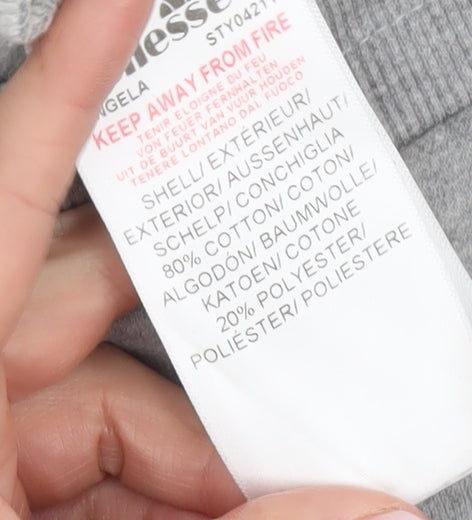 STY0421
NGELA
KEEP AWAY FROM FIRE
TENIR ELOIGNE DU FEU
VON FEUER FERNHALTEN
UIT DE BUURT VAN VUUR HOUDEN
TENERE LONTANO DAL FUOCO
SHELL/ EXTÉRIEUR/
EXTERIOR/ AUSSENHAUT/
SCHELP/ CONCHIGLIA
80% COTTON/ COTON/
ALGODÓN/ BAUMWOLLE/
KATOEN/ COTONE
20% POLYESTER/
POLIÉSTER/ POLIESTERE